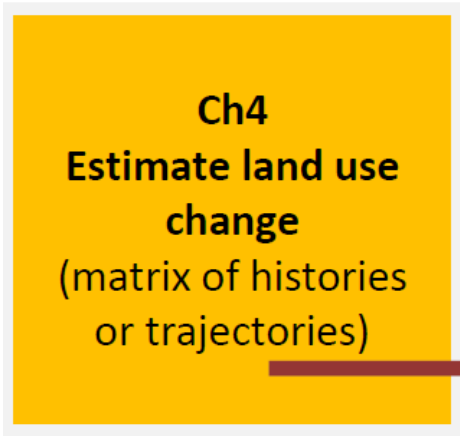 Ch4
Estimate land use
change
(matrix of histories
or trajectories)